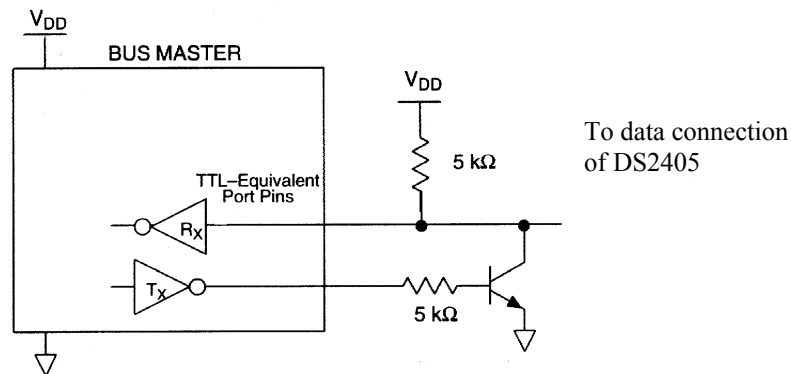 VDD
BUS MASTER
VDD
To data connection
of DS2405
5 kΩ
TTL–Equivalent
Port Pins
RX
TX
5 kΩ